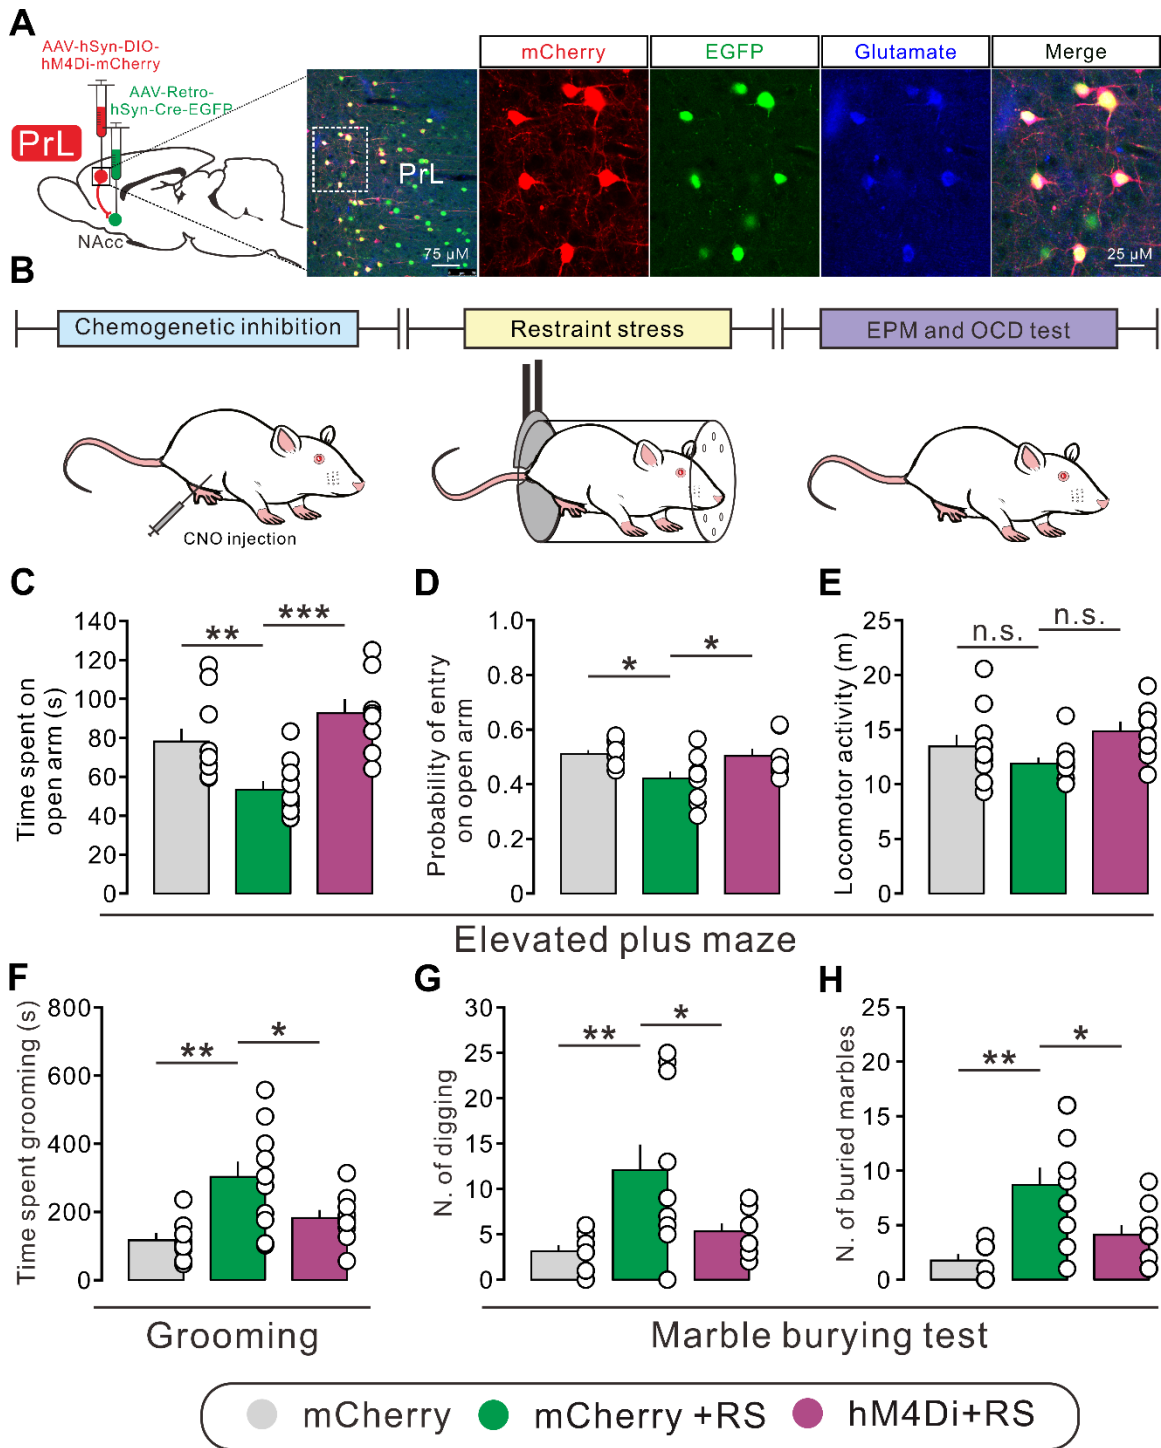 A
AAV-hSyn-DIO-
hM4Di-mCherry
AAV-Retro-
hSyn-Cre-EGFP
PrL
NAcc
PrL
75 μM
mCherry
EGFP
Glutamate
Merge
25 μM
B
Chemogenetic inhibition
Restraint stress
EPM and OCD test
CNO injection
C
Time spent on
open arm (s)
140
120
100
80
60
40
20
0
**
***
D
Probability of entry
on open arm
1.0
0.8
0.6
0.4
0.2
0
*
*
E
Locomotor activity (m)
25
20
15
10
5
0
n.s.
n.s.
Elevated plus maze
F
Time spent grooming (s)
800
600
400
200
0
**
*
Grooming
G
N. of digging
30
25
20
15
10
5
0
**
*
H
N. of buried marbles
25
20
15
10
5
0
**
*
Marble burying test
mCherry
mCherry +RS
hM4Di+RS